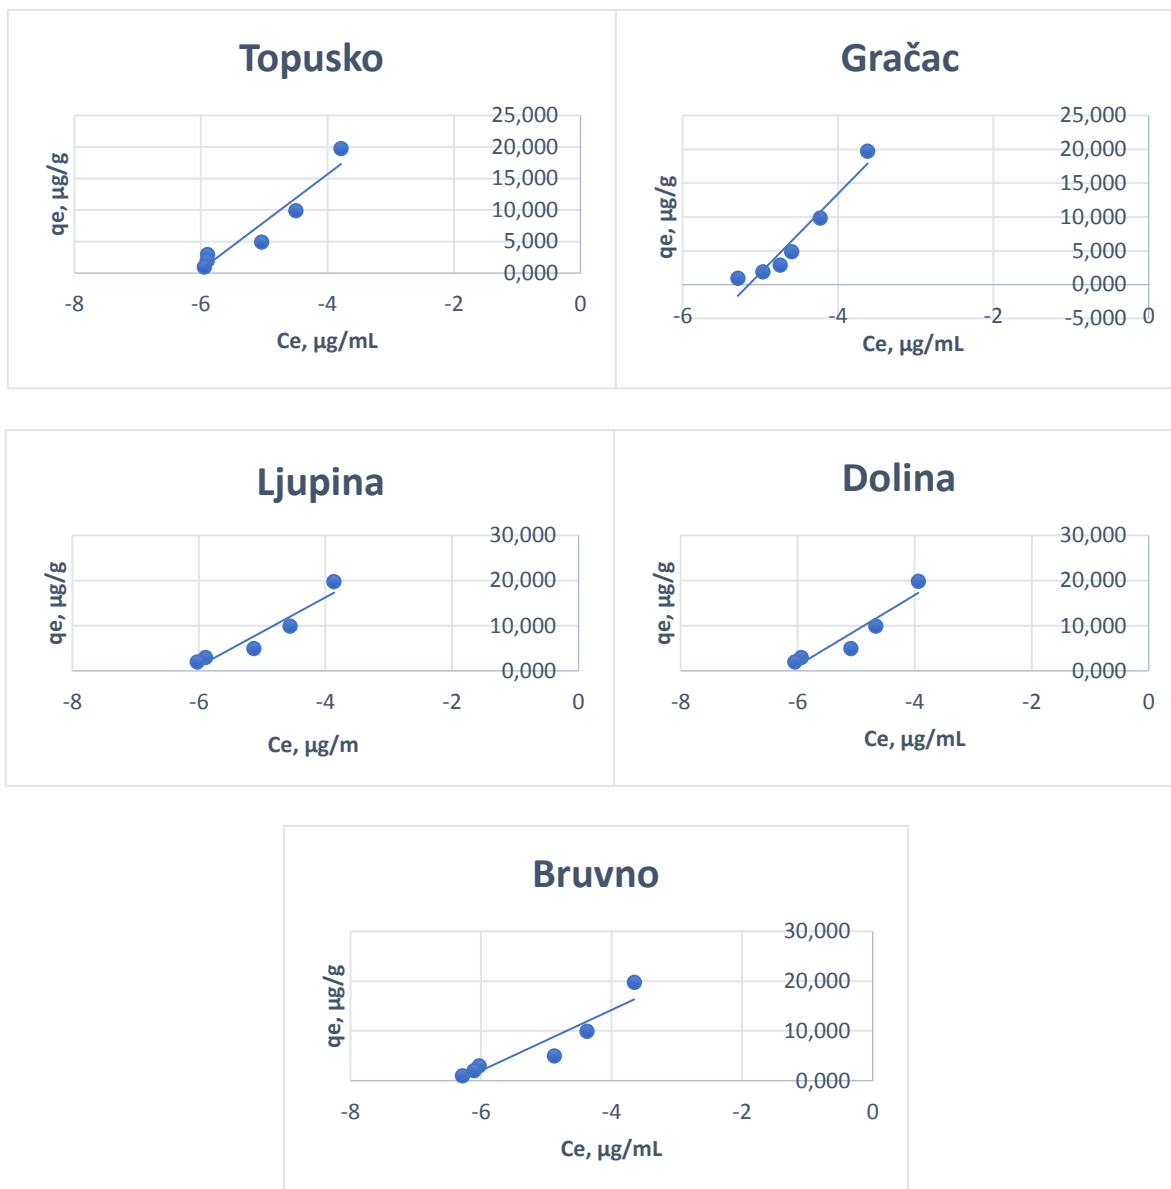 Topusko
25,000
20,000
15,000
10,000
5,000
0,000
-8 -6 -4 -2 0
qe, µg/g
Ce, µg/mL
Gračac
25,000
20,000
15,000
10,000
5,000
0,000
-5,000
-6 -4 -2 0
qe, µg/g
Ce, µg/mL
Ljupina
30,000
20,000
10,000
0,000
-8 -6 -4 -2 0
qe, µg/g
Ce, µg/m
Dolina
30,000
20,000
10,000
0,000
-8 -6 -4 -2 0
qe, µg/g
Ce, µg/mL
Bruvno
30,000
20,000
10,000
0,000
-8 -6 -4 -2 0
qe, µg/g
Ce, µg/mL